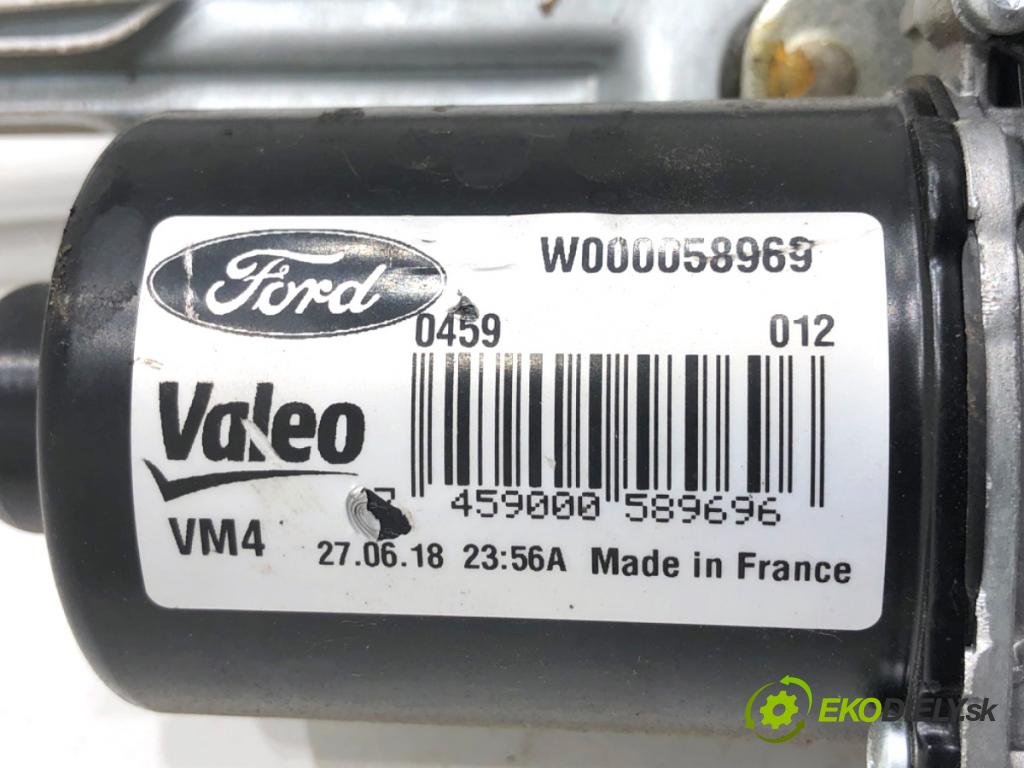 Ford
W000058969
0459 012
Valeo
459000 589696
VM4
27.06.18 23:56A Made in France
EKODIELY.sk